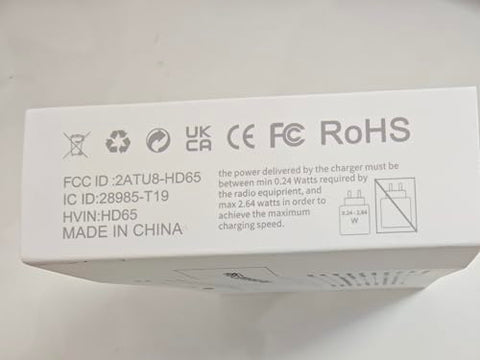 UK
CA
CE FC RoHS
FCC ID :2ATU8-HD65
IC ID:28985-T19
HVIN:HD65
MADE IN CHINA
the power delivered by the charger must be
between min 0.24 Watts required by
the radio equipment, and
max 2.64 watts in order to
achieve the maximum
charging speed.
0.24 - 2.64
W